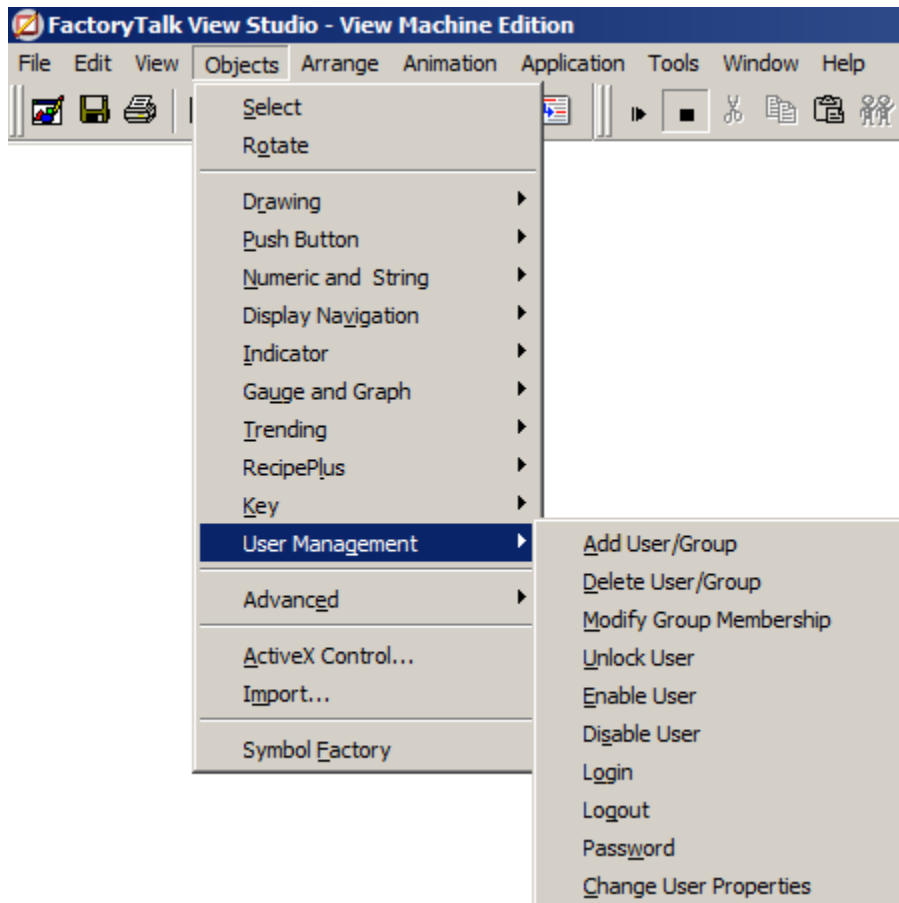 FactoryTalk View Studio - View Machine Edition
File Edit View Objects Arrange Animation Application Tools Window Help
Select
Rotate
Drawing
Push Button
Numeric and String
Display Navigation
Indicator
Gauge and Graph
Trending
RecipePlus
Key
User Management
Add User/Group
Delete User/Group
Modify Group Membership
Unlock User
Enable User
Disable User
Login
Logout
Password
Change User Properties
Advanced
ActiveX Control...
Import...
Symbol Factory